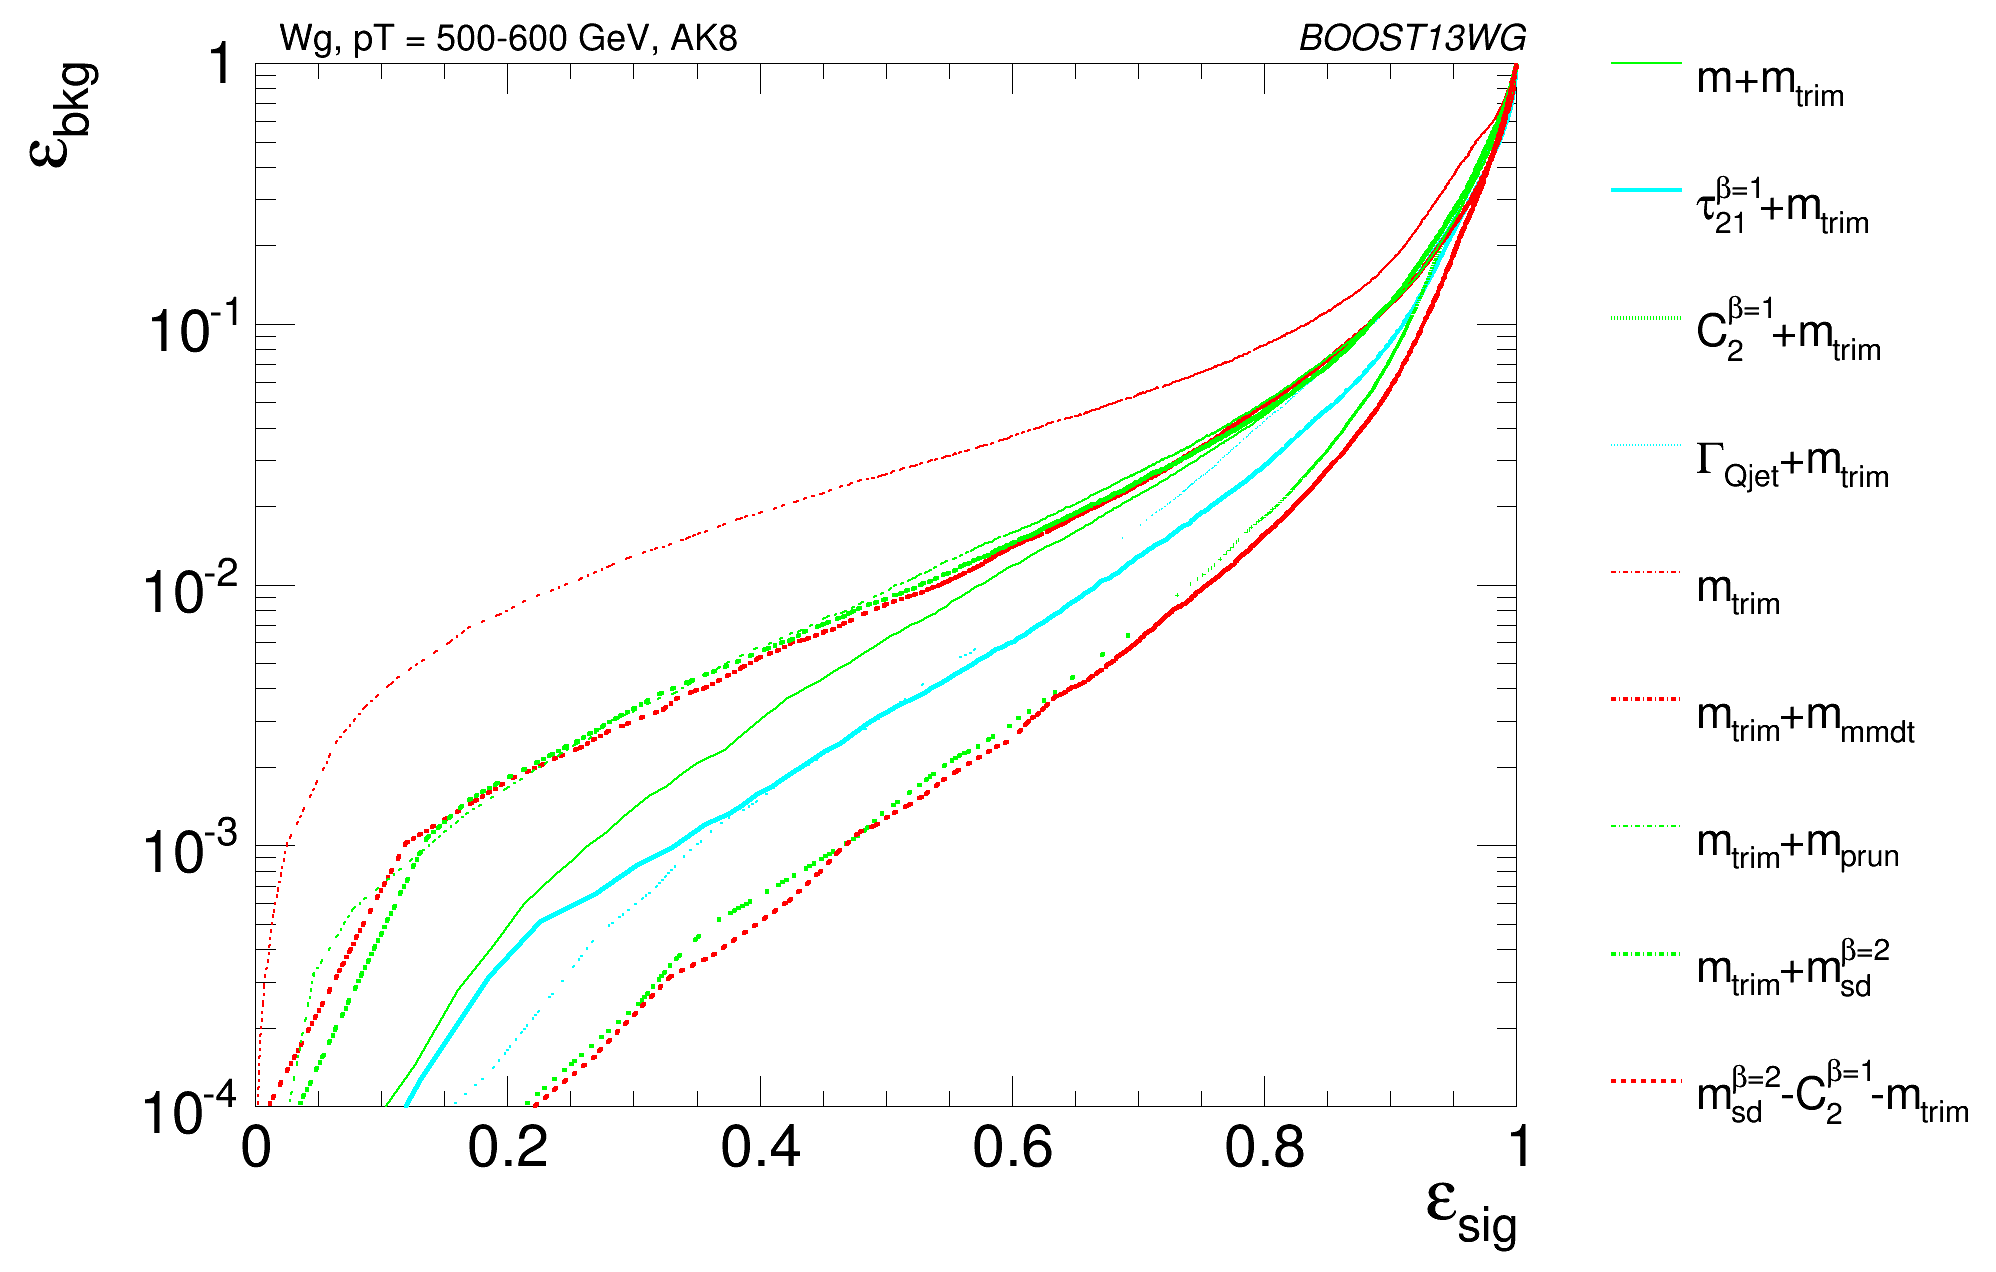 Wg, pT = 500-600 GeV, AK8
BOOST13WG
ε_bkg
1
10^-1
10^-2
10^-3
10^-4
0 0.2 0.4 0.6 0.8 1
ε_sig
m+m_trim
τ_21^β=1+m_trim
C_2^β=1+m_trim
Γ_Qjet+m_trim
m_trim
m_trim+m_mmdt
m_trim+m_prun
m_trim+m_sd^β=2
m_sd^β=2-C_2^β=1-m_trim